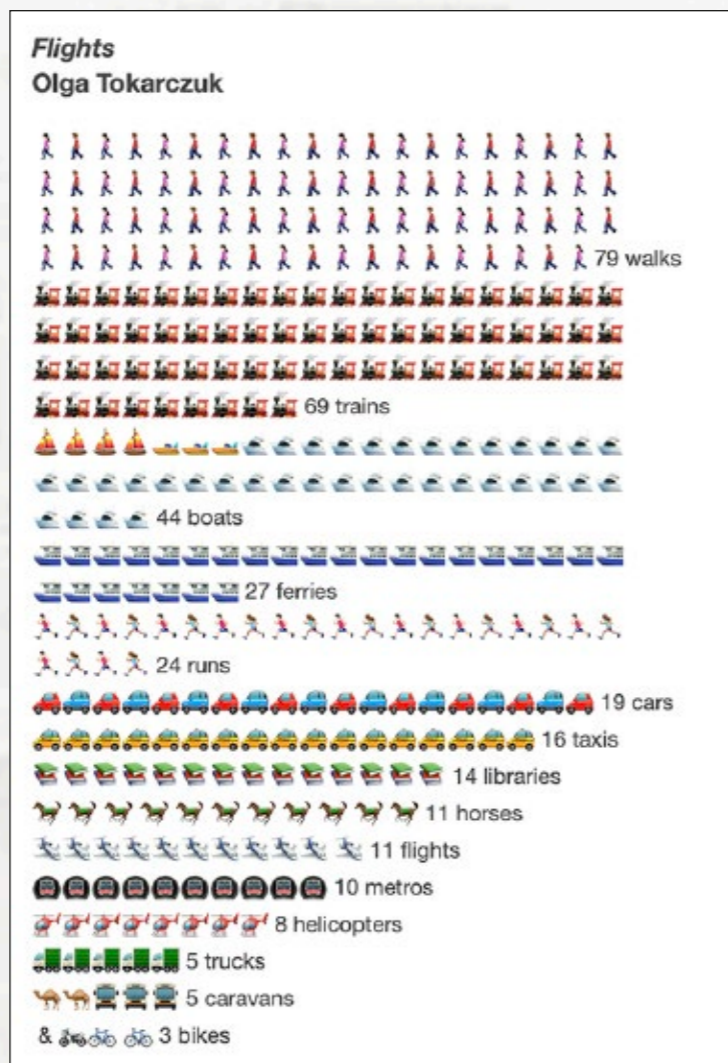 Flights
Olga Tokarczuk
79 walks
69 trains
44 boats
27 ferries
24 runs
19 cars
16 taxis
14 libraries
11 horses
11 flights
10 metros
8 helicopters
5 trucks
5 caravans
& 3 bikes